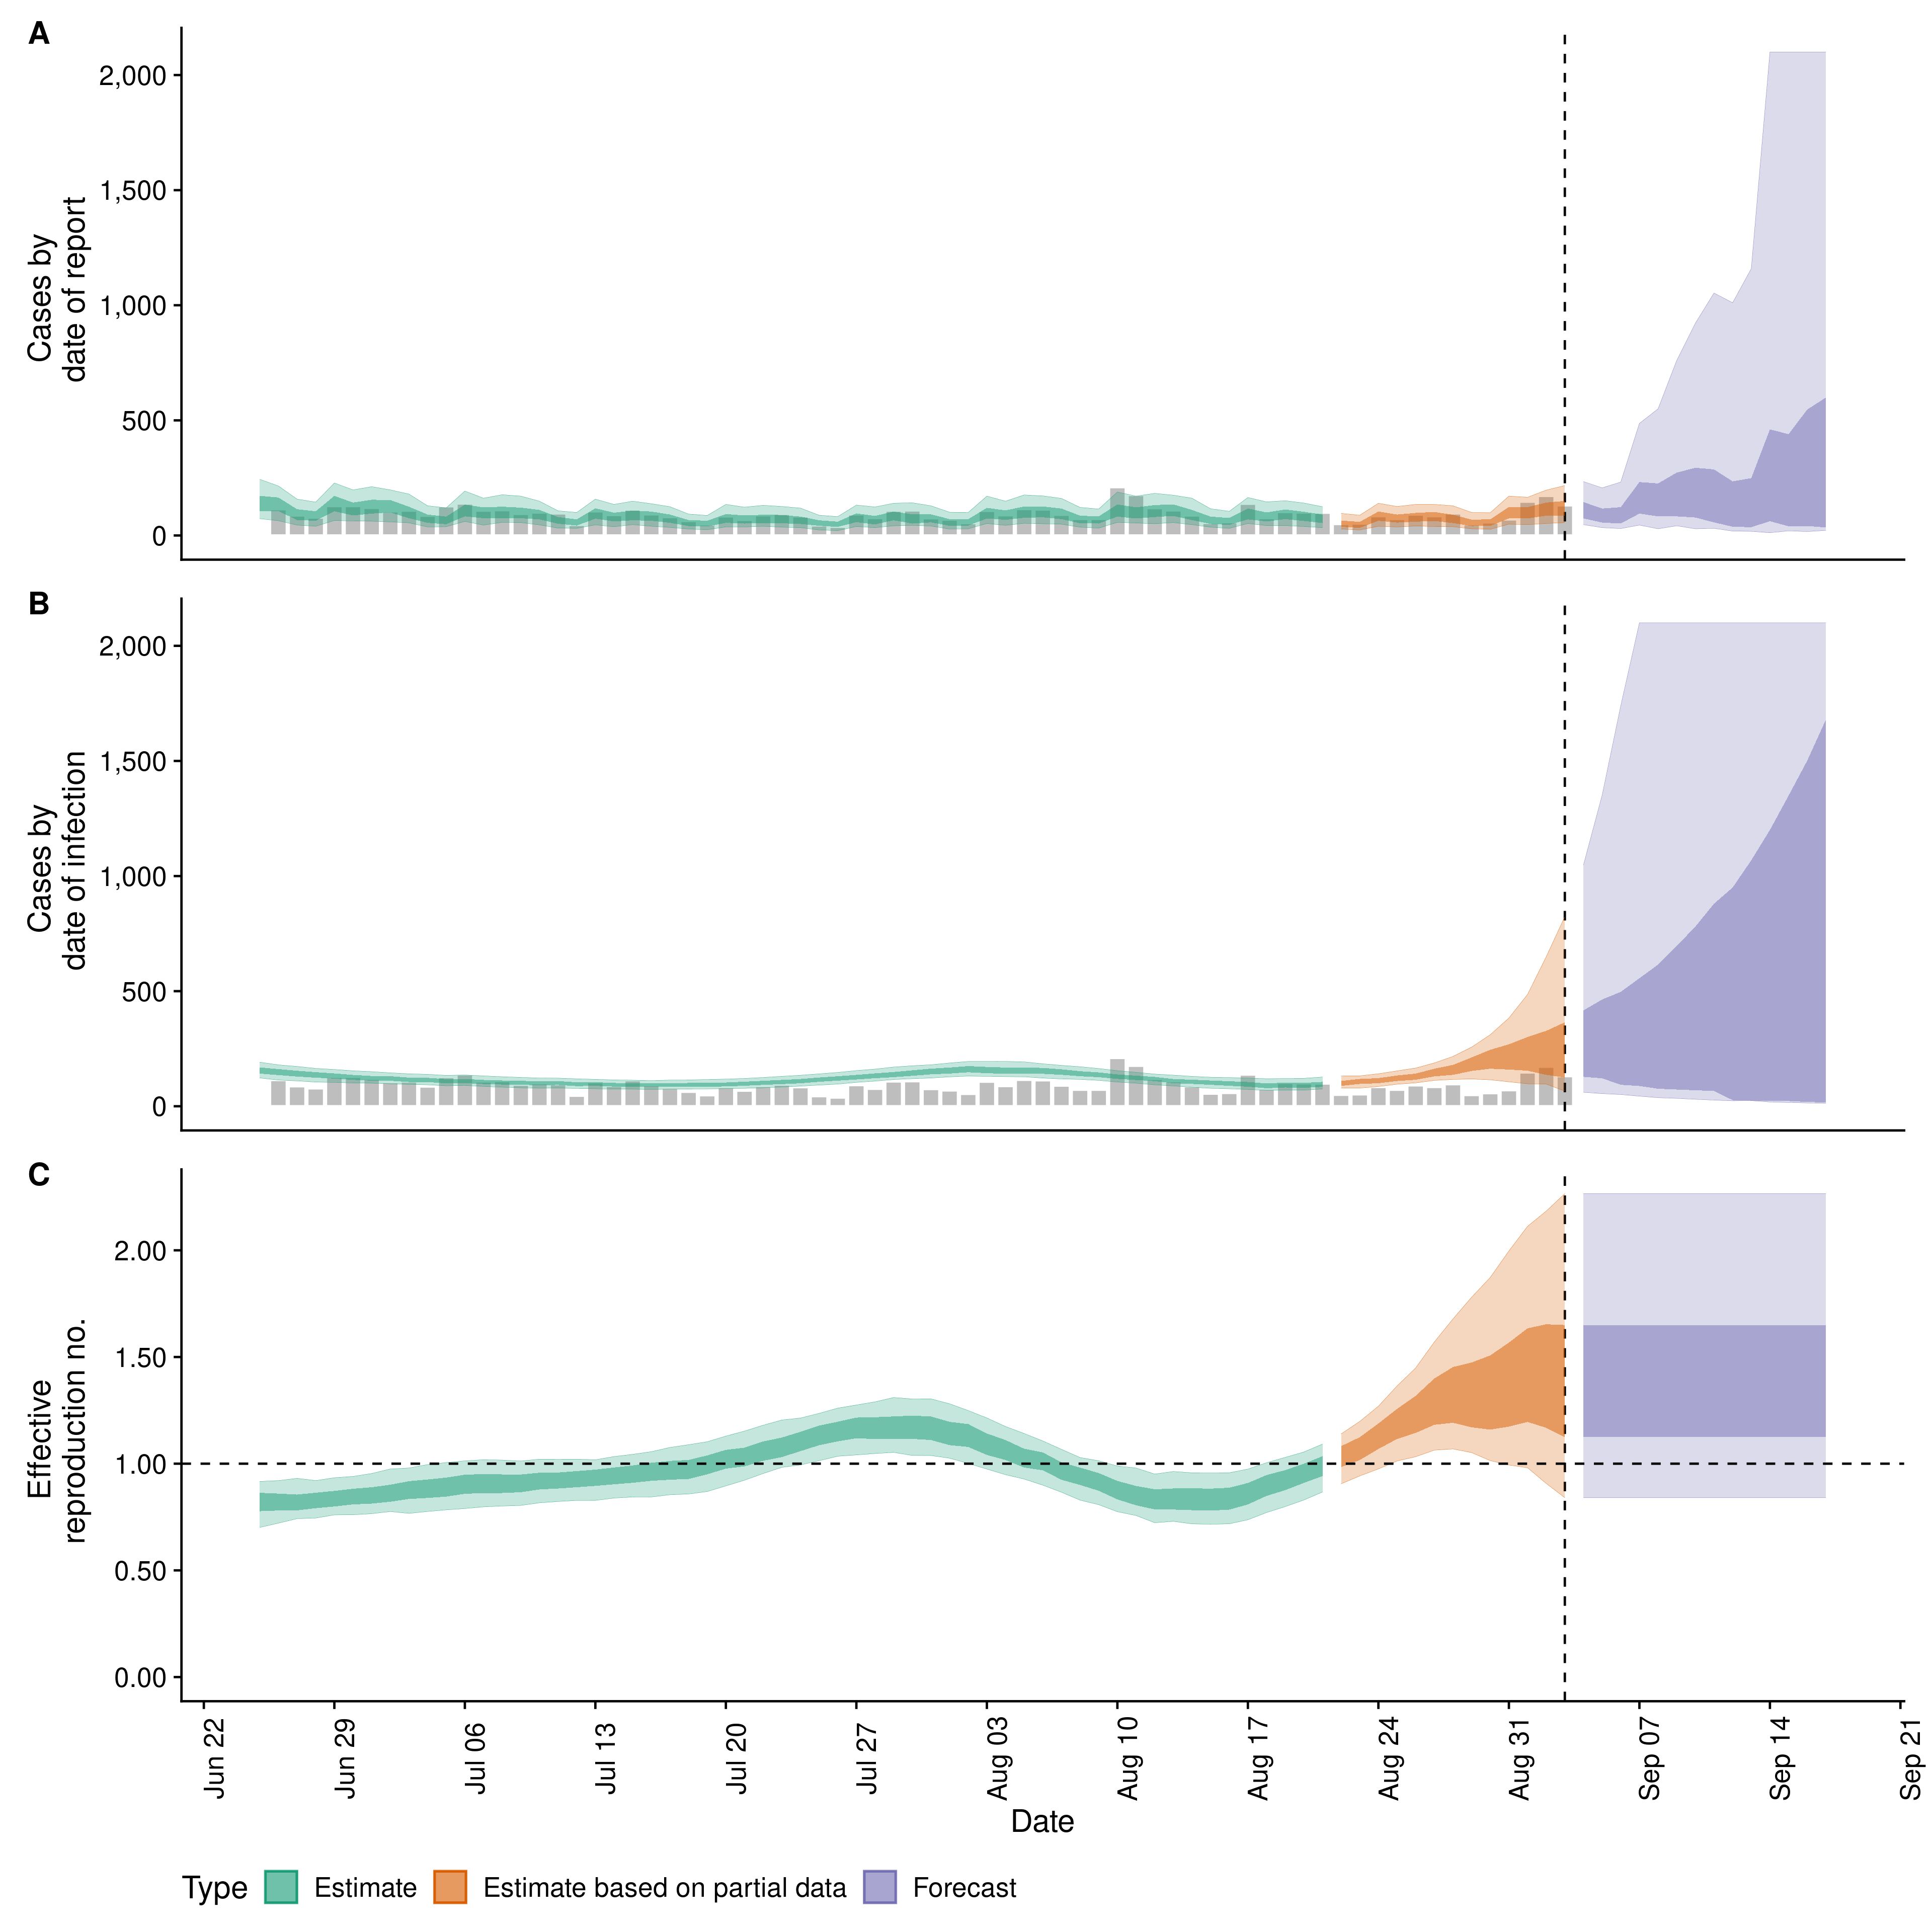 A
2,000
1,500
1,000
500
0
Cases by
date of report
B
2,000
1,500
1,000
500
0
Cases by
date of infection
C
2.00
1.50
1.00
0.50
0.00
Effective
reproduction no.
Jun 22
Jun 29
Jul 06
Jul 13
Jul 20
Jul 27
Aug 03
Aug 10
Aug 17
Aug 24
Aug 31
Sep 07
Sep 14
Sep 21
Date
Type Estimate Estimate based on partial data Forecast